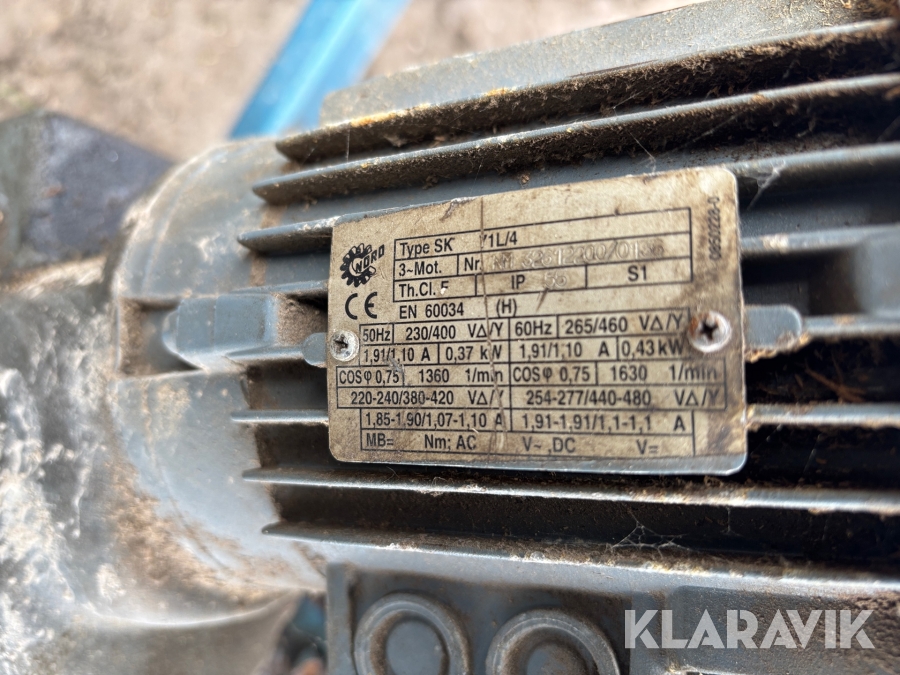 NORD
CE
Type SK 71L/4
3~Mot. Nr.
Th.Cl. F IP 55 S1
EN 60034 (H)
50Hz 230/400 VΔ/Y 60Hz 265/460 VΔ/Y
1,91/1,10 A 0,37 kW 1,91/1,10 A 0,43 kW
COSφ 0,75 1360 1/min COSφ 0,75 1630 1/min
220-240/380-420 VΔ/Y 254-277/440-480 VΔ/Y
1,85-1,90/1,07-1,10 A 1,91-1,91/1,1-1,1 A
MB= Nm; AC V~,DC V=
KLARAVIK